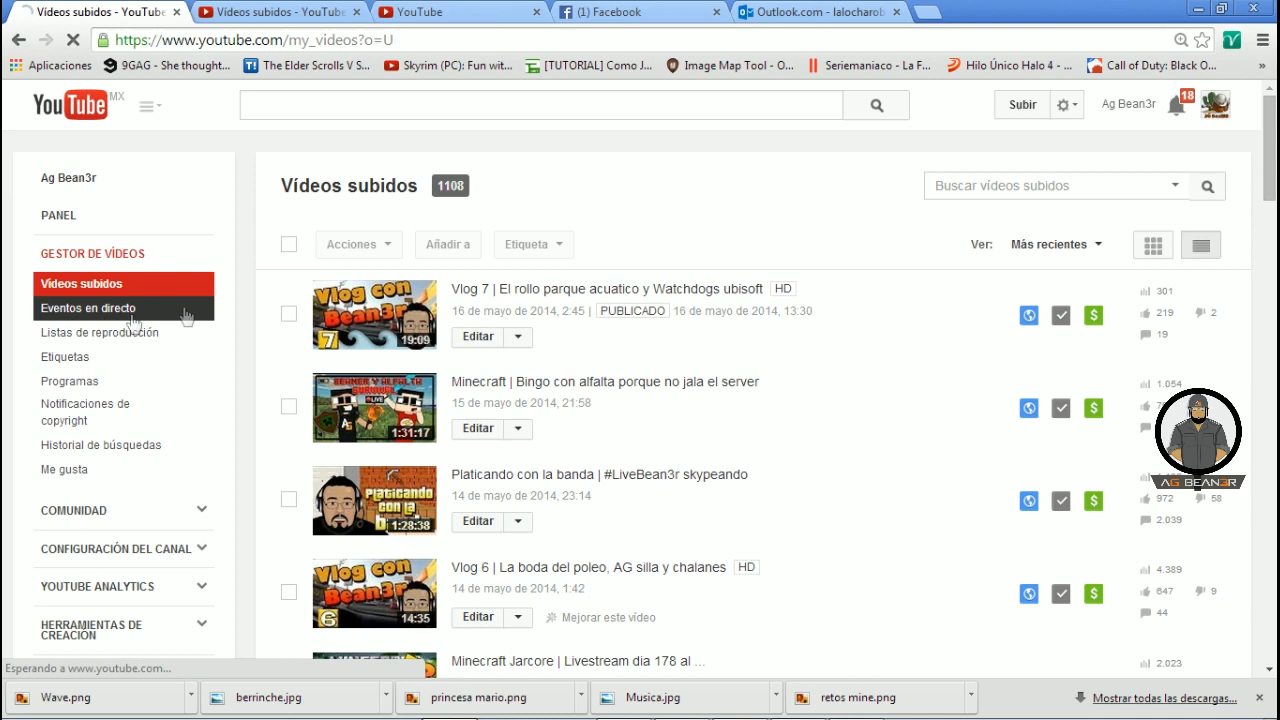 Vídeos subidos - YouTube
Vídeos subidos - YouTube
YouTube
(1) Facebook
Outlook.com - lalocharob
https://www.youtube.com/my_videos?o=U
Aplicaciones
9GAG - She thought...
The Elder Scrolls V S...
Skyrim (PC): Fun wit...
[TUTORIAL] Como J...
Image Map Tool - O...
Seriemaniaco - La F...
Hilo Único Halo 4 - ...
Call of Duty: Black O...
»
YouTube MX
Subir
Ag Bean3r
18
Ag Bean3r
PANEL
GESTOR DE VÍDEOS
Vídeos subidos
Eventos en directo
Listas de reproducción
Etiquetas
Programas
Notificaciones de
copyright
Historial de búsquedas
Me gusta
COMUNIDAD
CONFIGURACIÓN DEL CANAL
YOUTUBE ANALYTICS
HERRAMIENTAS DE
CREACIÓN
Vídeos subidos 1108
Buscar vídeos subidos
Acciones
Añadir a
Etiqueta
Ver: Más recientes
Vlog con
Bean3r
7
19:09
Vlog 7 | El rollo parque acuatico y Watchdogs ubisoft HD
16 de mayo de 2014, 2:45 | PUBLICADO 16 de mayo de 2014, 13:30
Editar
301
219 2
19
1:31:17
Minecraft | Bingo con alfalta porque no jala el server
15 de mayo de 2014, 21:58
Editar
1.054
AG BEAN3R
Platicando
con la
1:28:38
Platicando con la banda | #LiveBean3r skypeando
14 de mayo de 2014, 23:14
Editar
972 58
2.039
Vlog con
Bean3r
6
14:35
Vlog 6 | La boda del poleo, AG silla y chalanes HD
14 de mayo de 2014, 1:42
Editar
Mejorar este vídeo
4.389
647 9
44
Minecraft Jarcore | Livestream dia 178 al ...
2.023
Esperando a www.youtube.com...
Wave.png
berrinche.jpg
princesa mario.png
Musica.jpg
retos mine.png
Mostrar todas las descargas...